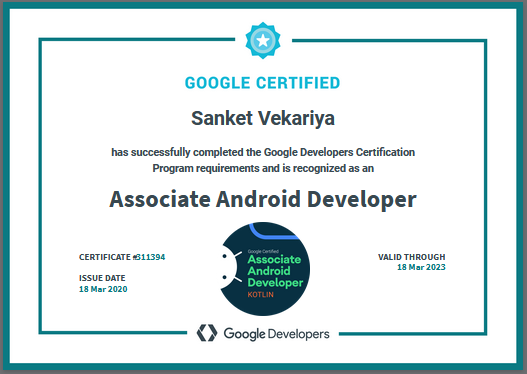 GOOGLE CERTIFIED
Sanket Vekariya
has successfully completed the Google Developers Certification
Program requirements and is recognized as an
Associate Android Developer
CERTIFICATE #311394
ISSUE DATE
18 Mar 2020
Google Certified
Associate
Android
Developer
KOTLIN
VALID THROUGH
18 Mar 2023
Google Developers